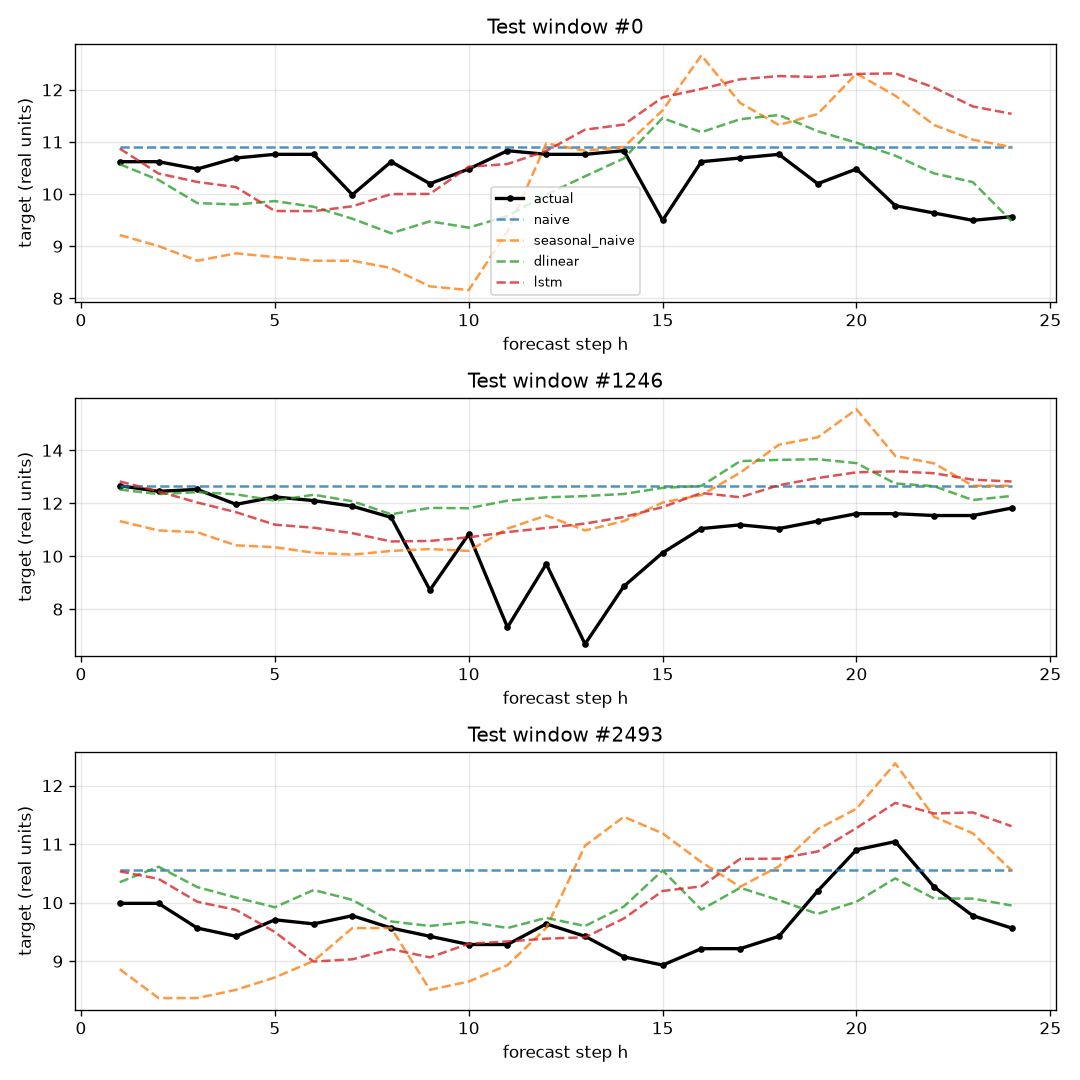 Test window #0
target (real units)
12
11
10
9
8
actual
naive
seasonal_naive
dlinear
lstm
0 5 10 15 20 25
forecast step h
Test window #1246
target (real units)
14
12
10
8
0 5 10 15 20 25
forecast step h
Test window #2493
target (real units)
12
11
10
9
0 5 10 15 20 25
forecast step h